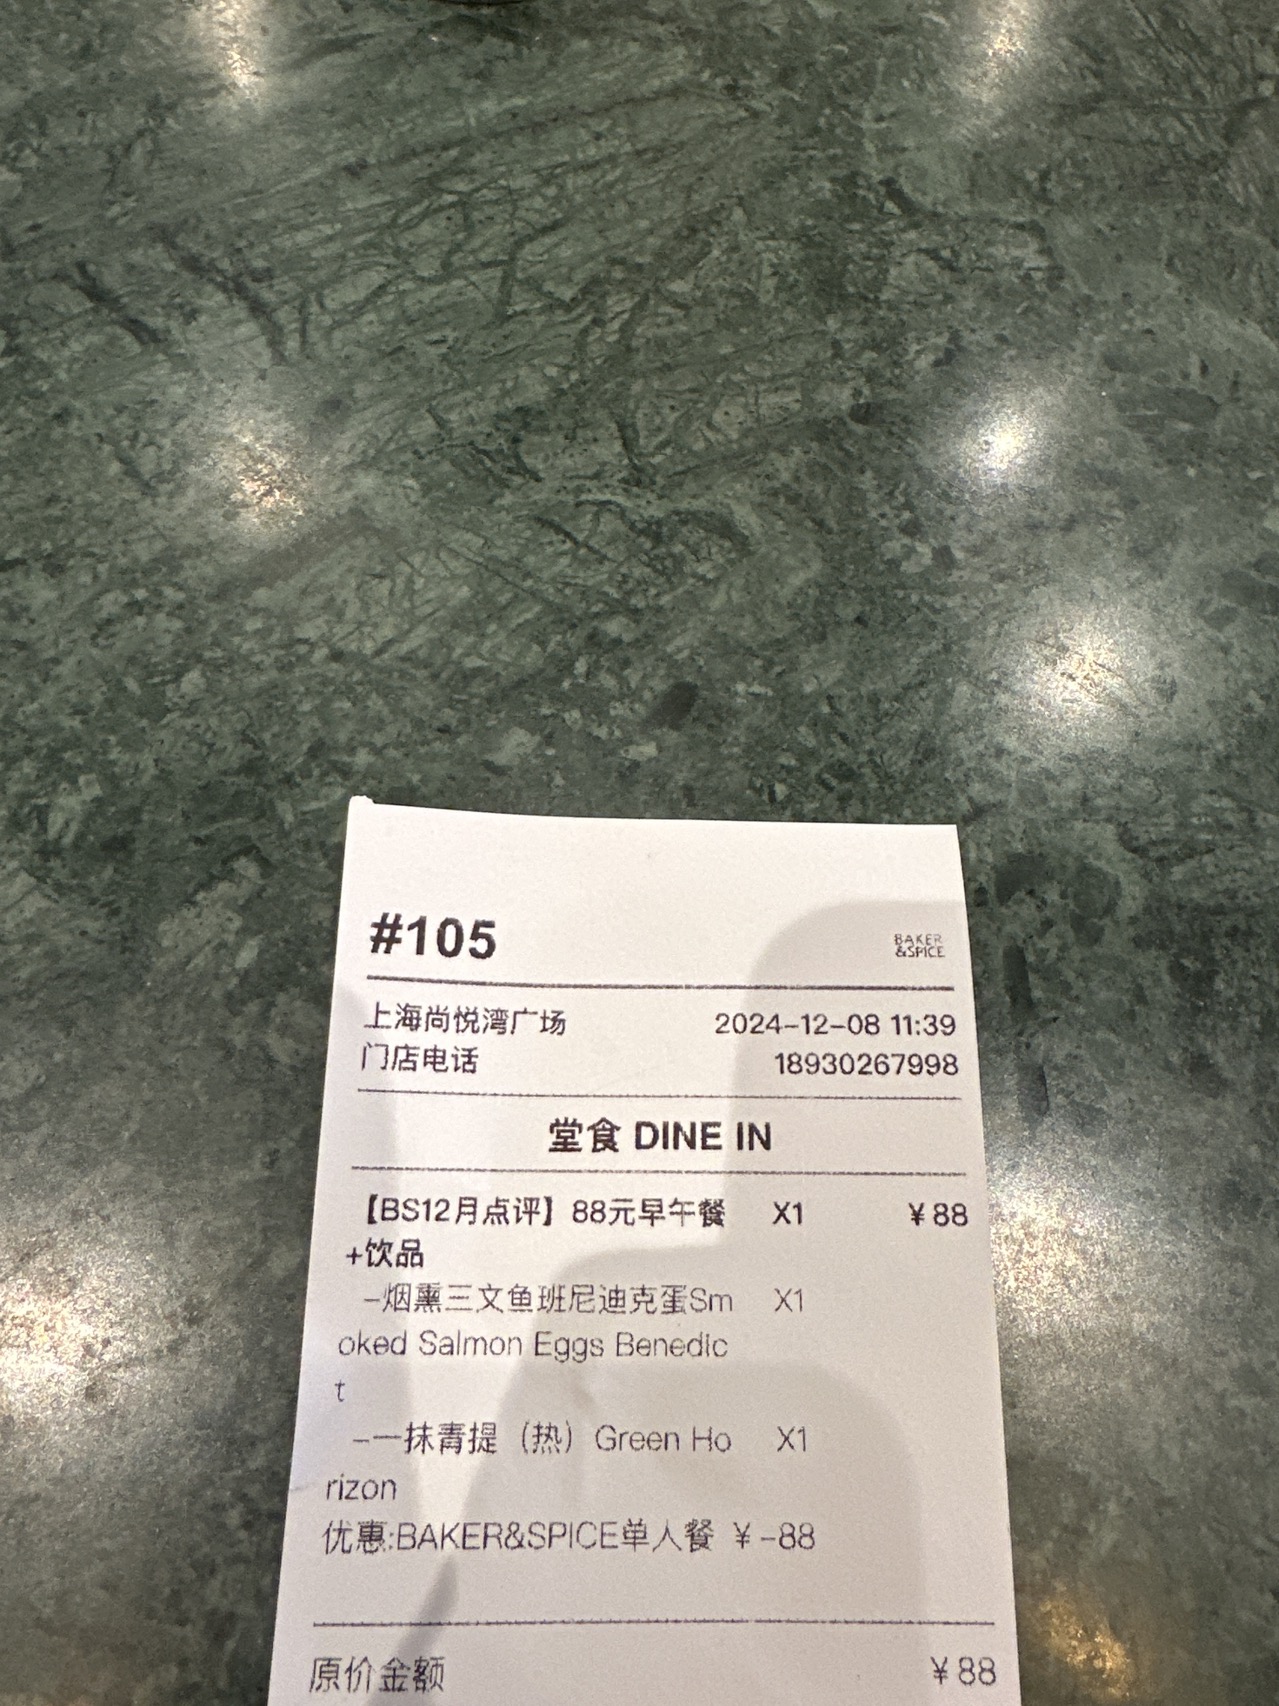 #105
BAKER
&SPICE
上海尚悦湾广场 2024-12-08 11:39
门店电话 18930267998
堂食 DINE IN
【BS12月点评】88元早午餐 X1 ￥88
+饮品
-烟熏三文鱼班尼迪克蛋Sm X1
oked Salmon Eggs Benedic
t
-一抹青提（热）Green Ho X1
rizon
优惠:BAKER&SPICE单人餐 ￥-88
原价金额 ￥88